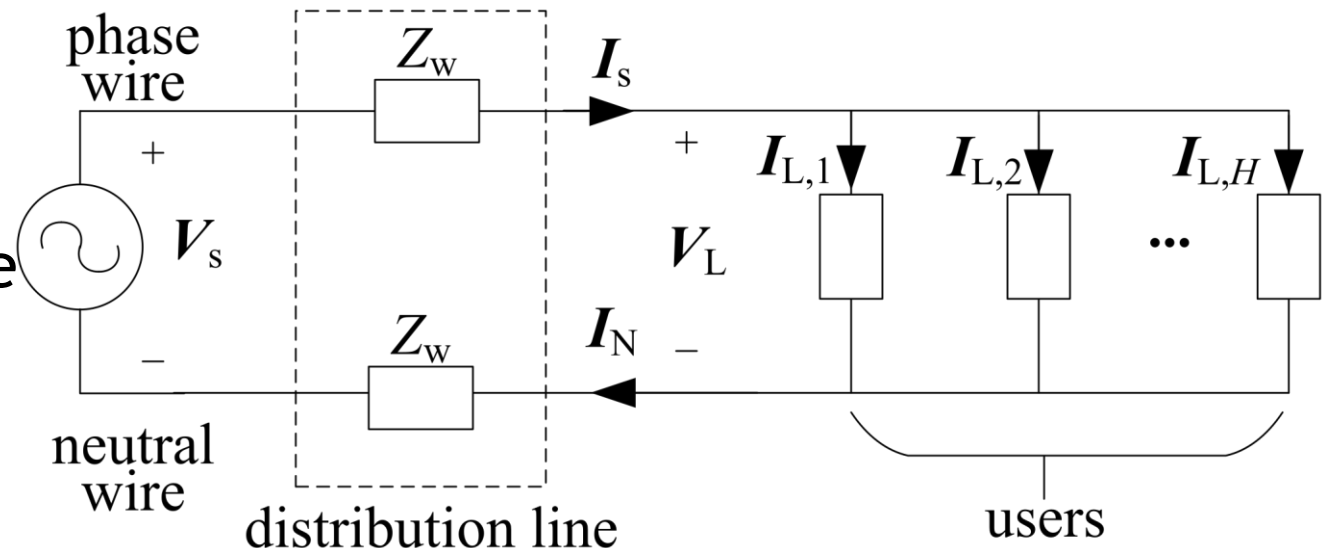 phase
wire
Z_w
I_s
+
+
I_L,1
I_L,2
I_L,H
e
V_s
V_L
...
Z_w
I_N
–
–
neutral
wire
distribution line
users